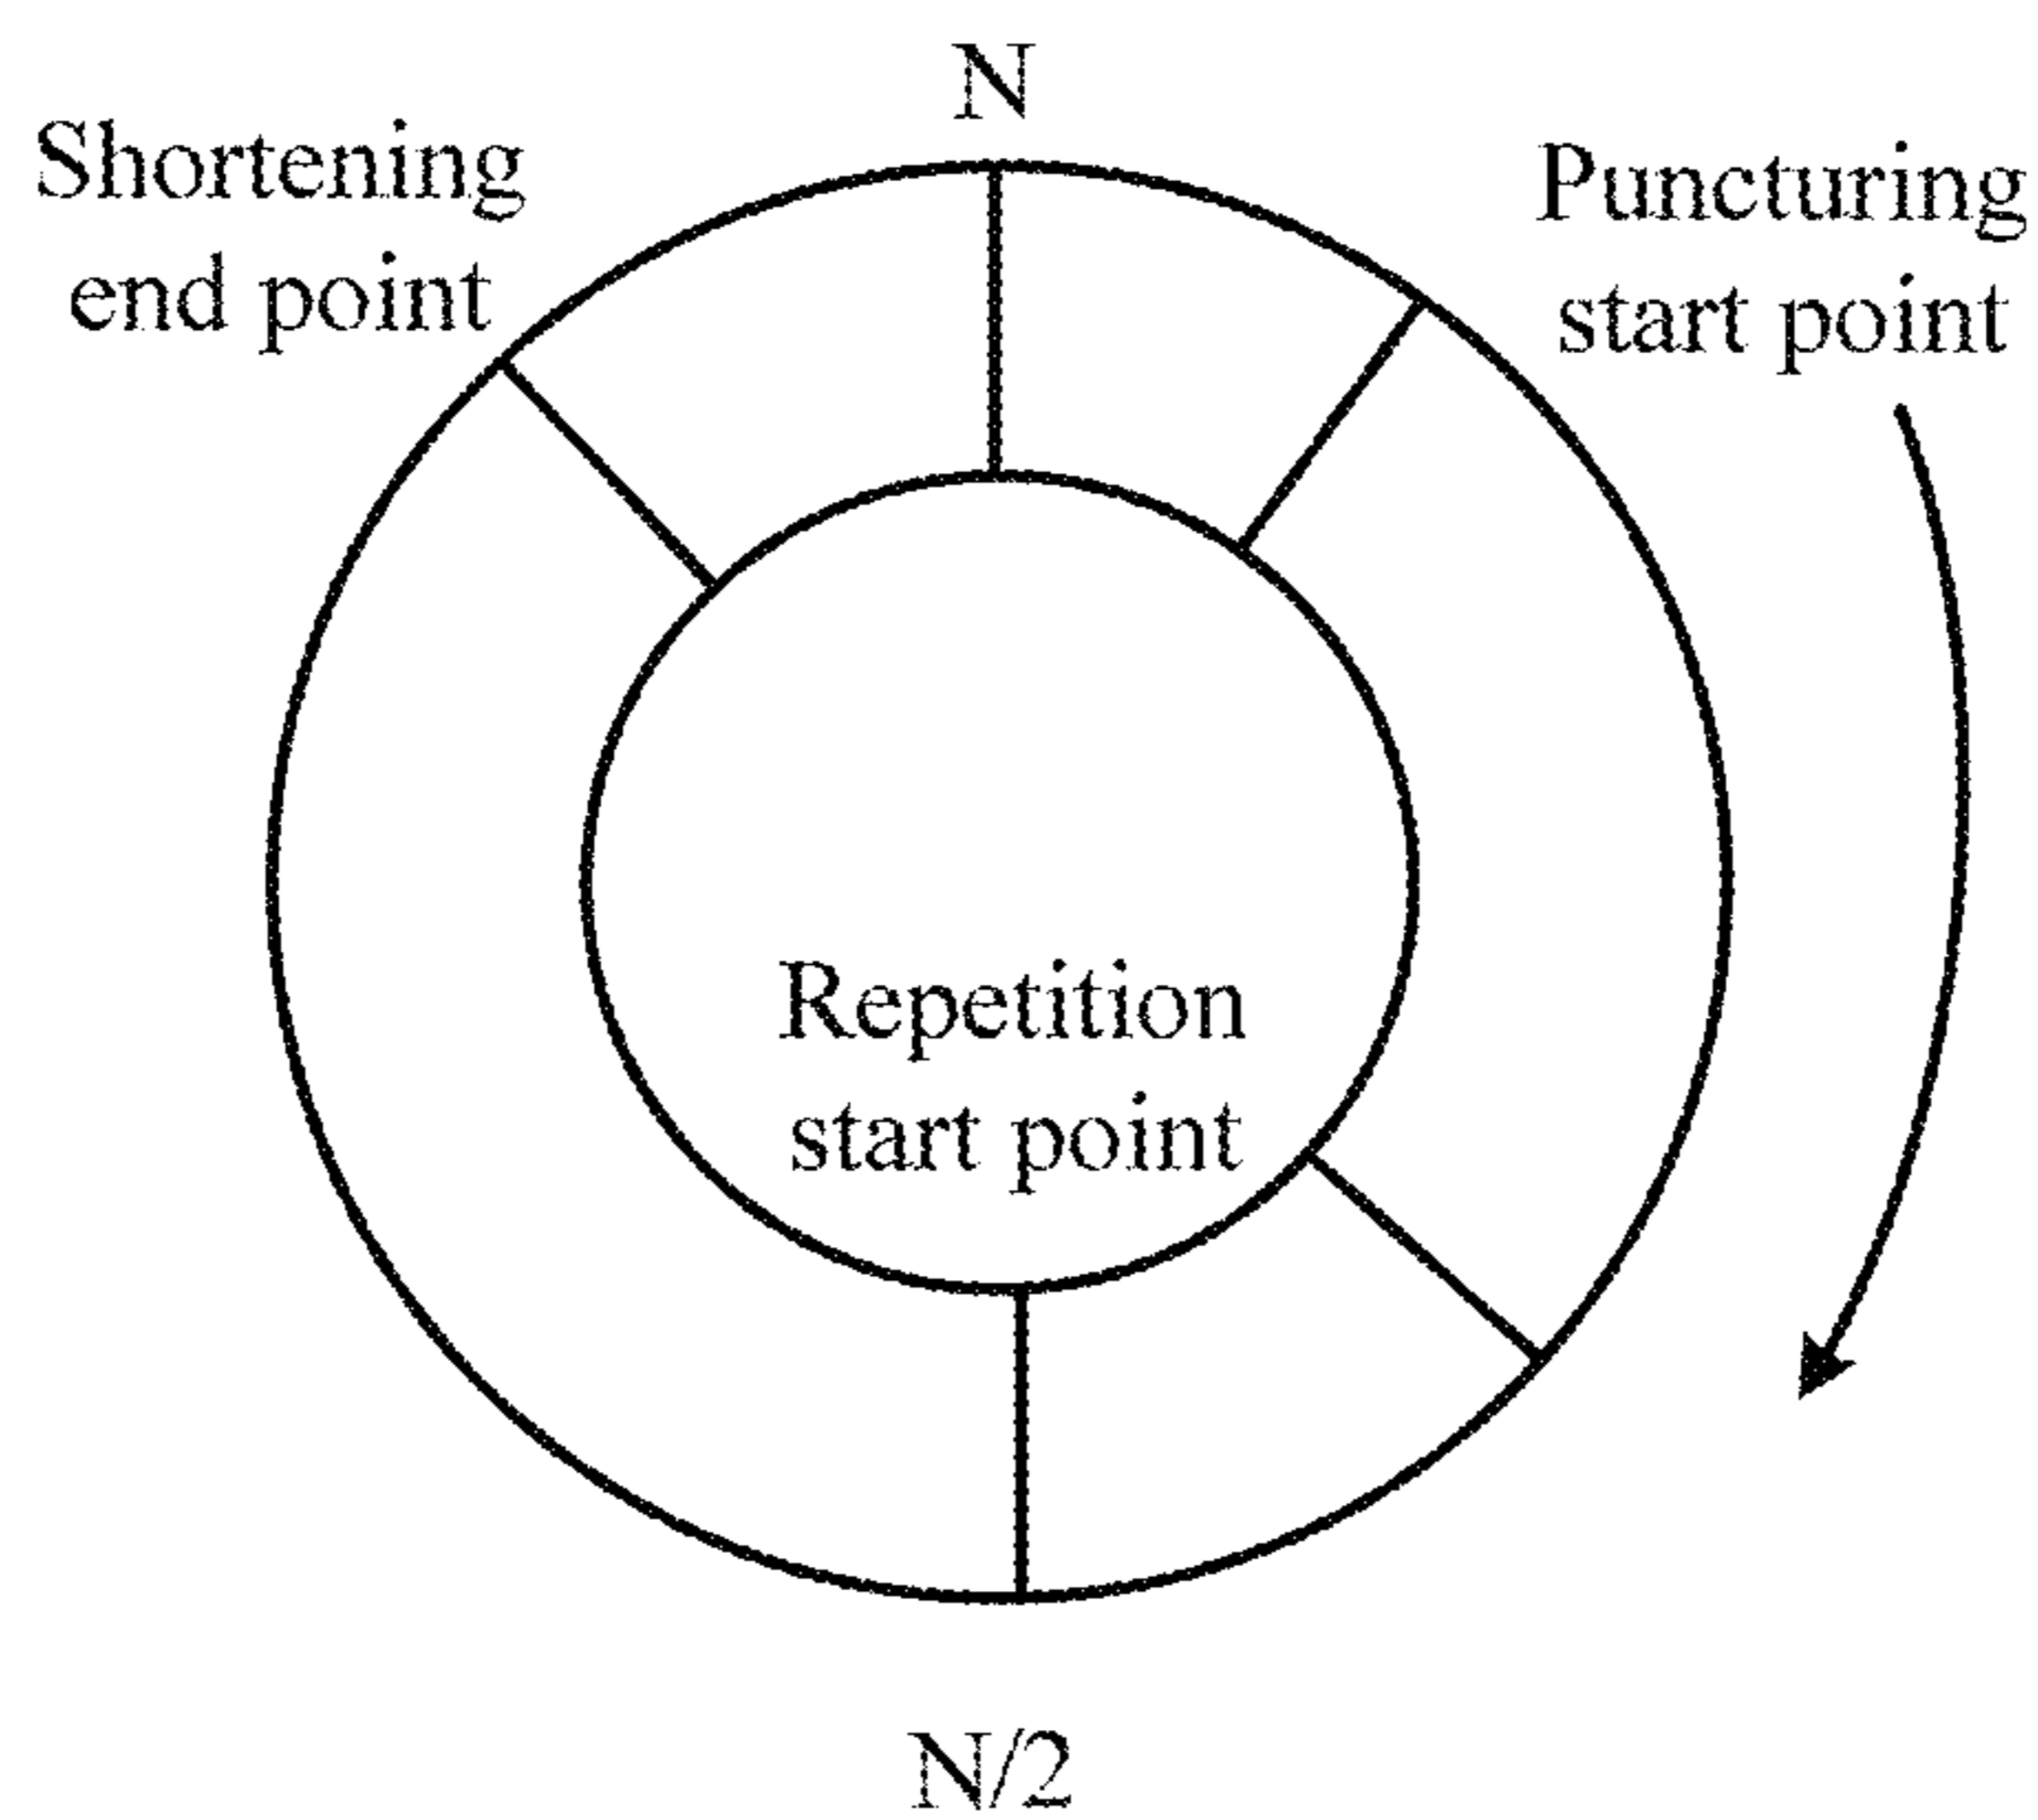 N
Shortening
end point
Puncturing
start point
Repetition
start point
N/2